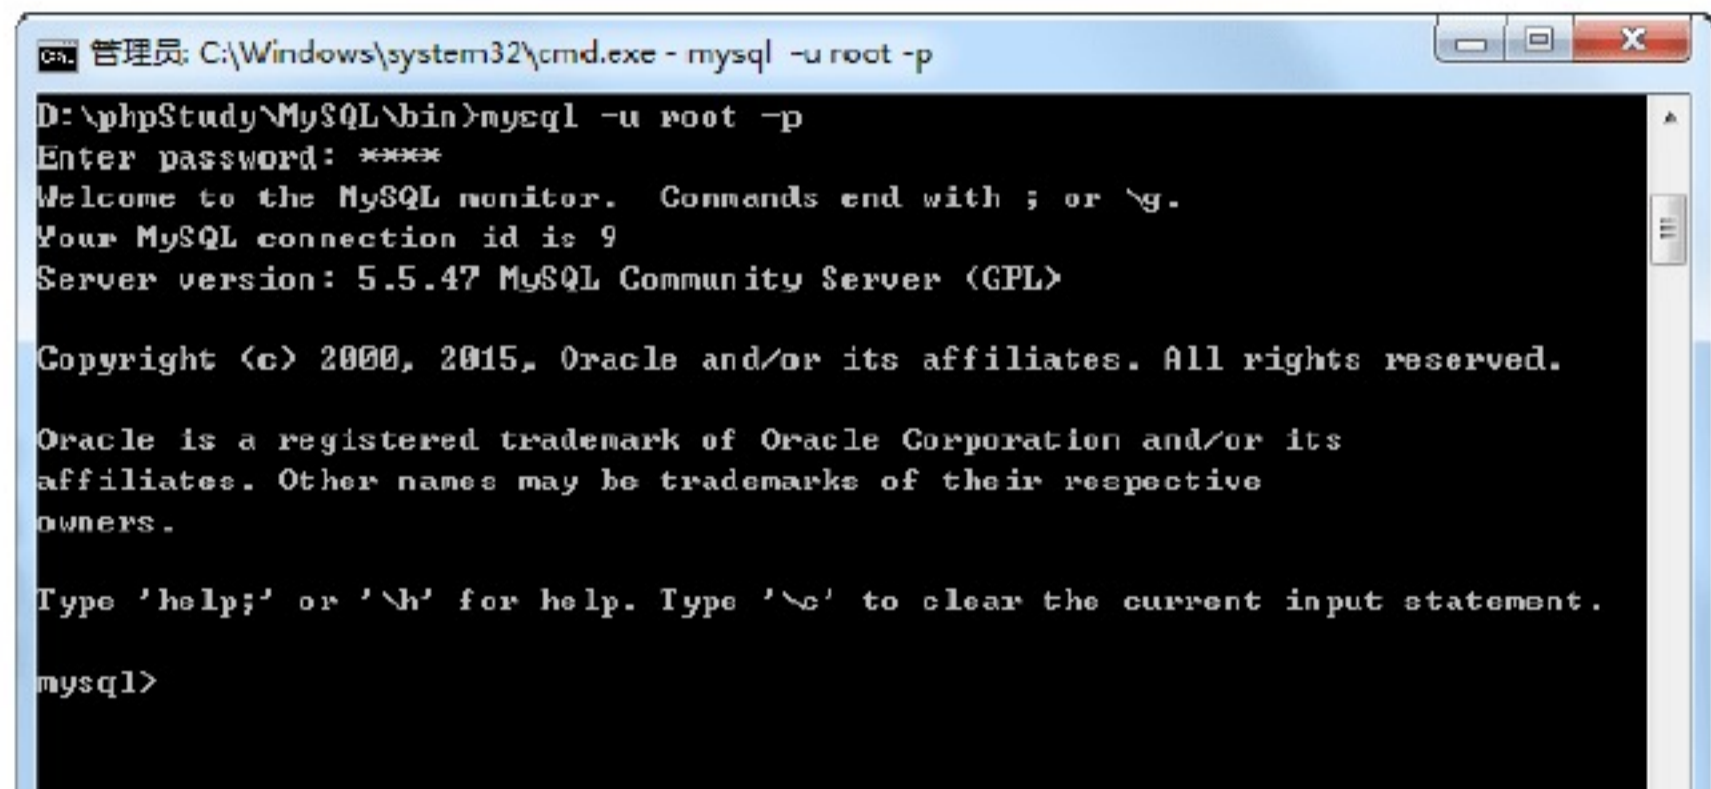 管理员: C:\Windows\system32\cmd.exe - mysql -u root -p
D:\phpStudy\MySQL\bin>mysql -u root -p
Enter password: ****
Welcome to the MySQL monitor.  Commands end with ; or \g.
Your MySQL connection id is 9
Server version: 5.5.47 MySQL Community Server (GPL)
Copyright (c) 2000, 2015, Oracle and/or its affiliates. All rights reserved.
Oracle is a registered trademark of Oracle Corporation and/or its
affiliates. Other names may be trademarks of their respective
owners.
Type 'help;' or '\h' for help. Type '\c' to clear the current input statement.
mysql>